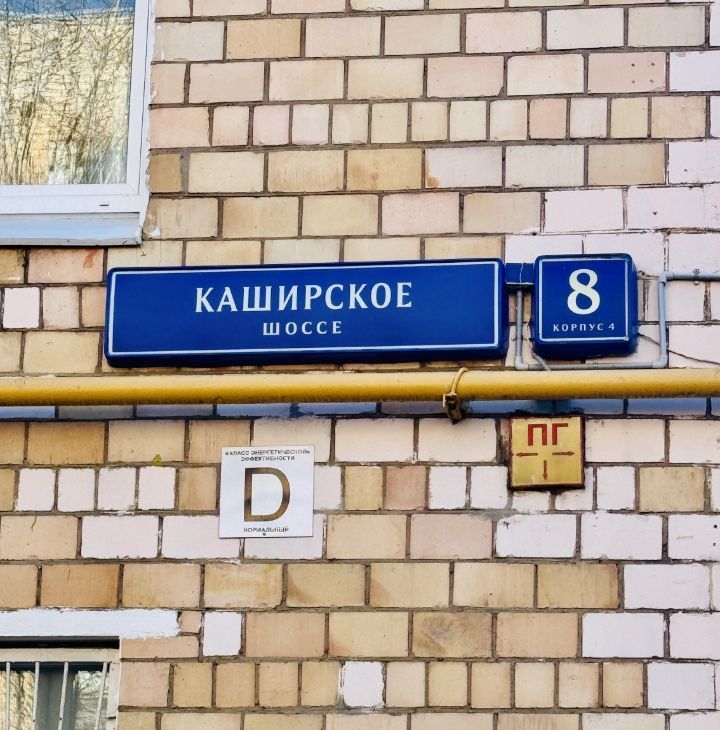 КАШИРСКОЕ
ШОССЕ
8
КОРПУС 4
ПГ
КЛАСС ЭНЕРГЕТИЧЕСКОЙ
ЭФФЕКТИВНОСТИ
D
НОРМАЛЬНЫЙ